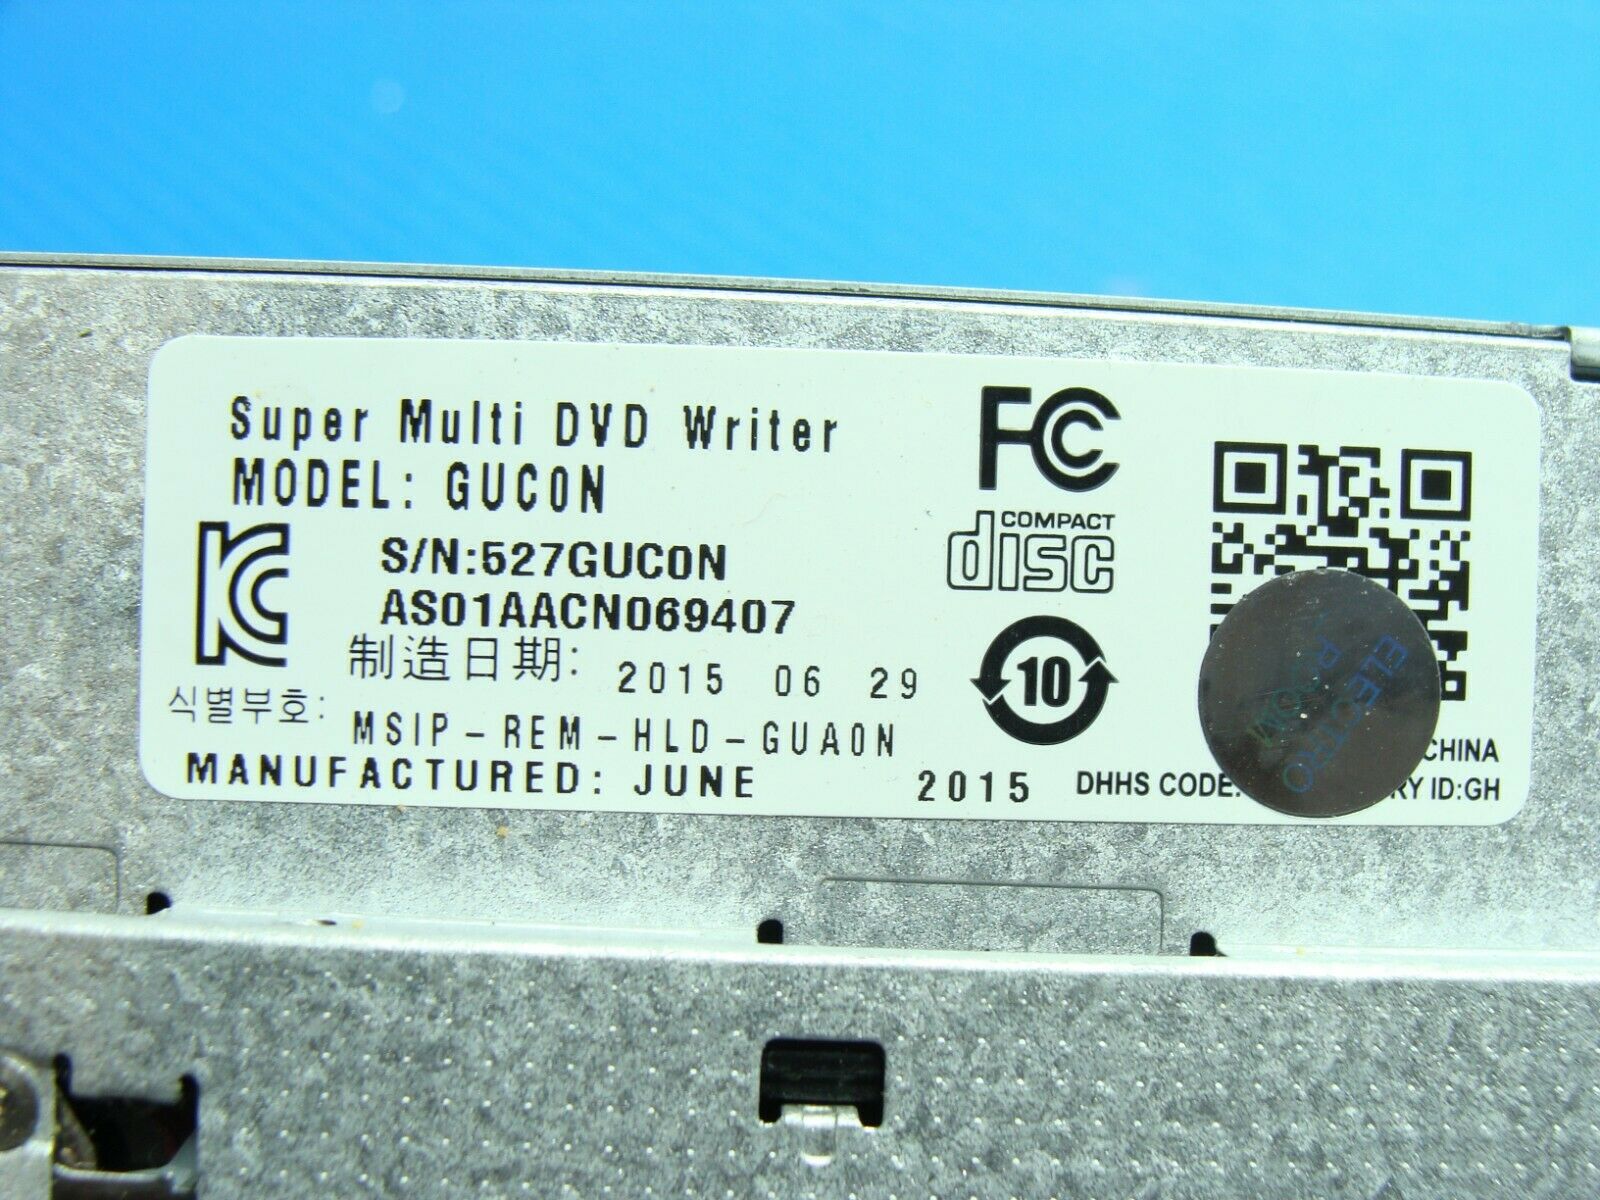 Super Multi DVD Writer
MODEL: GUC0N
S/N:527GUC0N
AS01AACN069407
制造日期: 2015 06 29
식별부호: MSIP-REM-HLD-GUA0N
MANUFACTURED: JUNE 2015
FC
COMPACT
disc
10
CHINA
DHHS CODE: RY ID:GH
ELECTRO